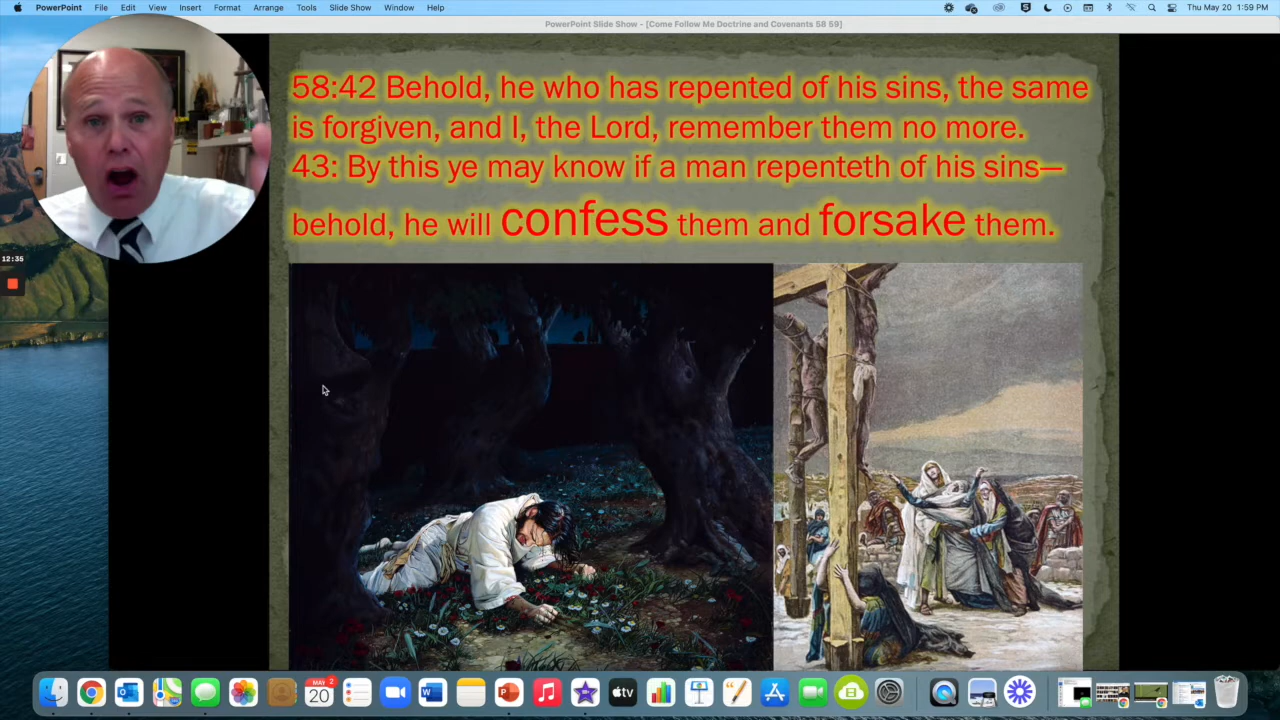 PowerPoint File Edit View Insert Format Arrange Tools Slide Show Window Help Thu May 20 1:59 PM
PowerPoint Slide Show - [Come Follow Me Doctrine and Covenants 58 59]
58:42 Behold, he who has repented of his sins, the same
is forgiven, and I, the Lord, remember them no more.
43: By this ye may know if a man repenteth of his sins—
behold, he will confess them and forsake them.
12:35
MAY 2
20
tv